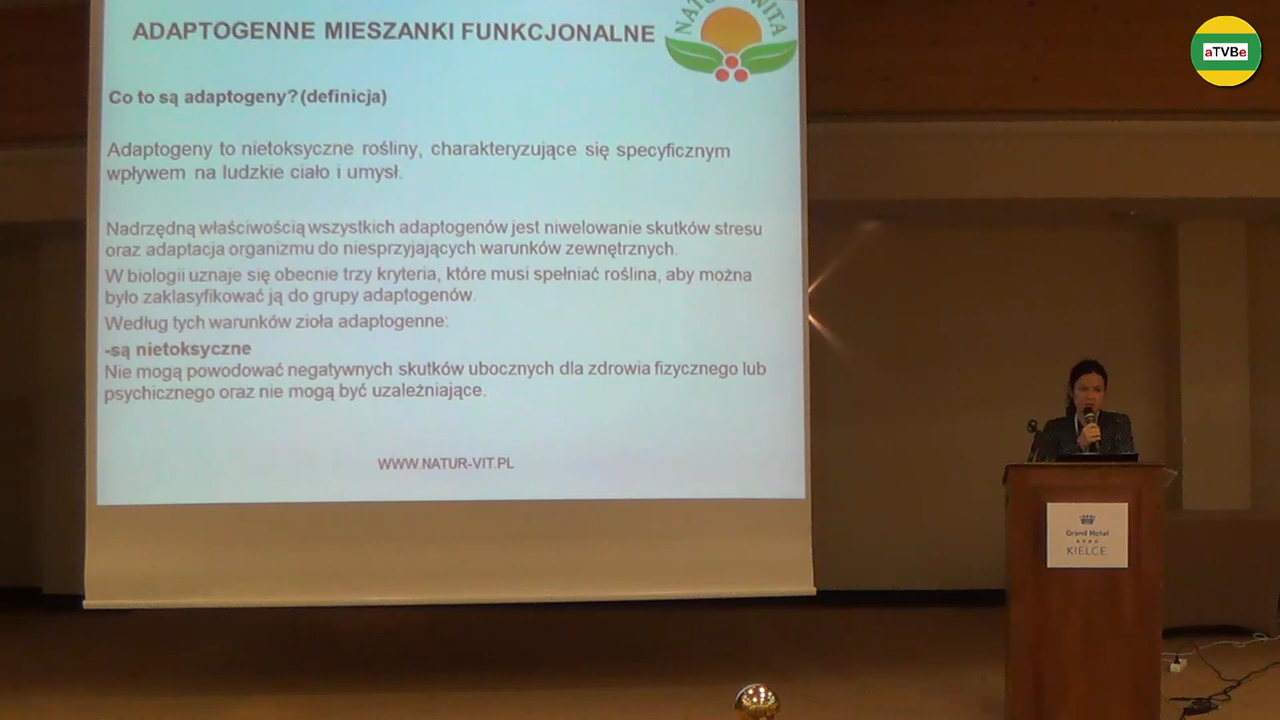 ADAPTOGENNE MIESZANKI FUNKCJONALNE
aTVBe
Co to są adaptogeny? (definicja)
Adaptogeny to nietoksyczne rośliny, charakteryzujące się specyficznym
wpływem na ludzkie ciało i umysł.
Nadrzędną właściwością wszystkich adaptogenów jest niwelowanie skutków stresu
oraz adaptacja organizmu do niesprzyjających warunków zewnętrznych.
W biologii uznaje się obecnie trzy kryteria, które musi spełniać roślina, aby można
było zaklasyfikować ją do grupy adaptogenów.
Według tych warunków zioła adaptogenne:
-są nietoksyczne
Nie mogą powodować negatywnych skutków ubocznych dla zdrowia fizycznego lub
psychicznego oraz nie mogą być uzależniające.
WWW.NATUR-VIT.PL
Grand Hotel
KIELCE